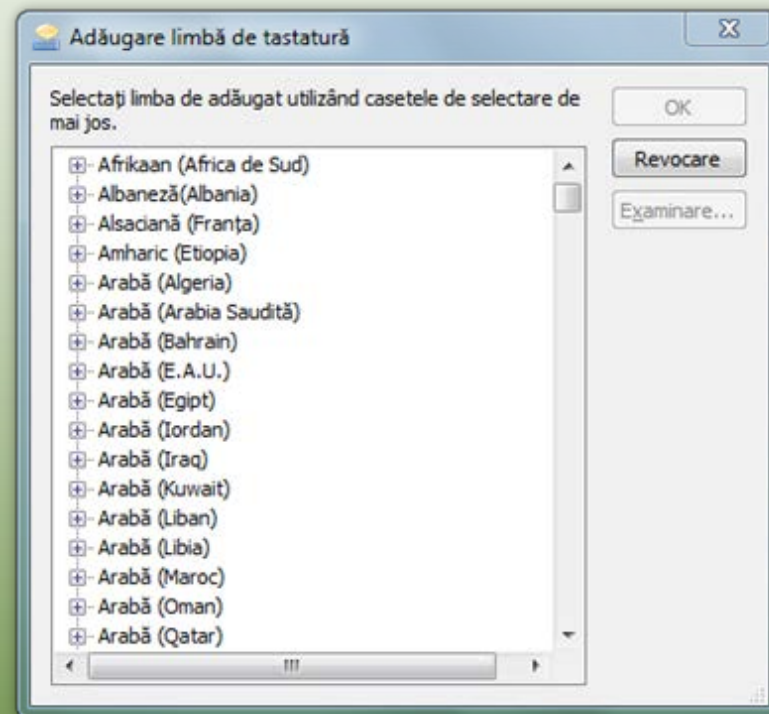 Adăugare limbă de tastatură
Selectați limba de adăugat utilizând casetele de selectare de
mai jos.
OK
Revocare
Examinare...
Afrikaan (Africa de Sud)
Albaneză(Albania)
Alsaciană (Franța)
Amharic (Etiopia)
Arabă (Algeria)
Arabă (Arabia Saudită)
Arabă (Bahrain)
Arabă (E.A.U.)
Arabă (Egipt)
Arabă (Iordan)
Arabă (Iraq)
Arabă (Kuwait)
Arabă (Liban)
Arabă (Libia)
Arabă (Maroc)
Arabă (Oman)
Arabă (Qatar)